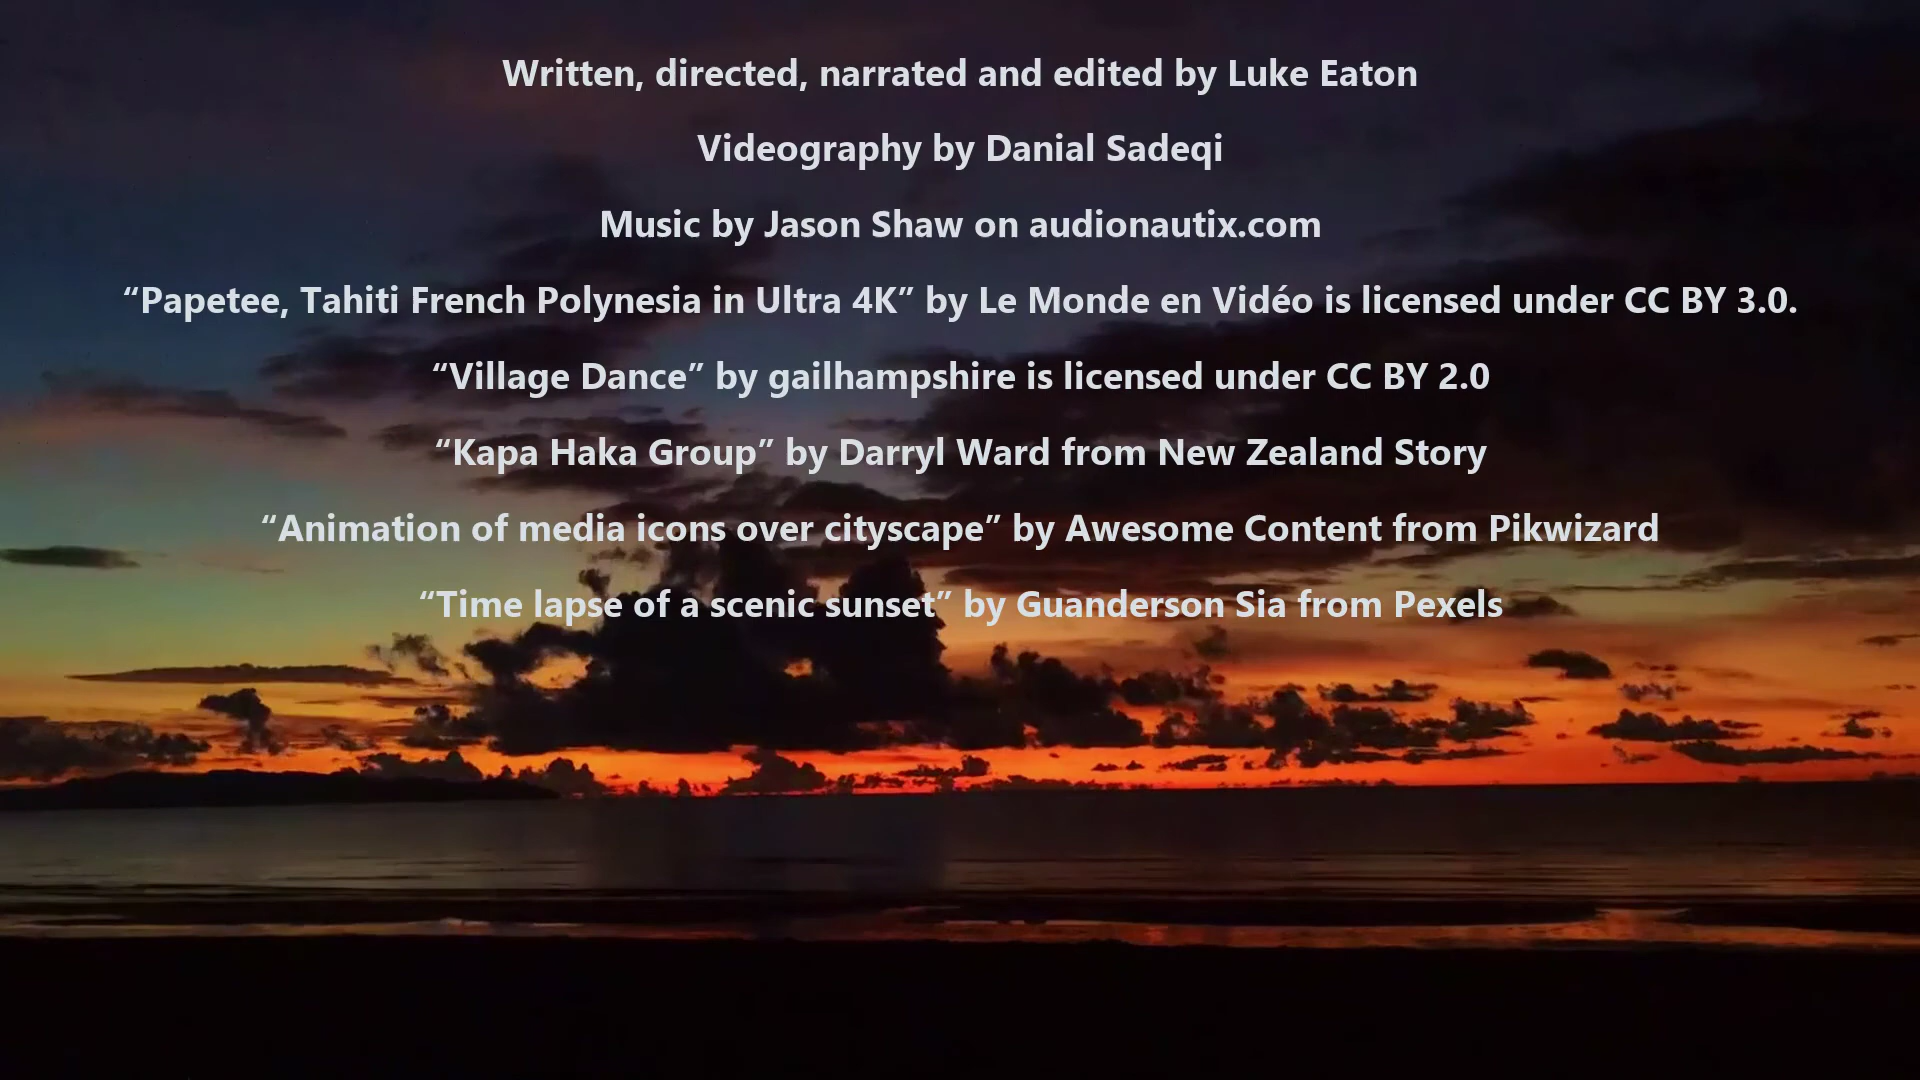 Written, directed, narrated and edited by Luke Eaton
Videography by Danial Sadeqi
Music by Jason Shaw on audionautix.com
“Papetee, Tahiti French Polynesia in Ultra 4K” by Le Monde en Vidéo is licensed under CC BY 3.0.
“Village Dance” by gailhampshire is licensed under CC BY 2.0
“Kapa Haka Group” by Darryl Ward from New Zealand Story
“Animation of media icons over cityscape” by Awesome Content from Pikwizard
“Time lapse of a scenic sunset” by Guanderson Sia from Pexels